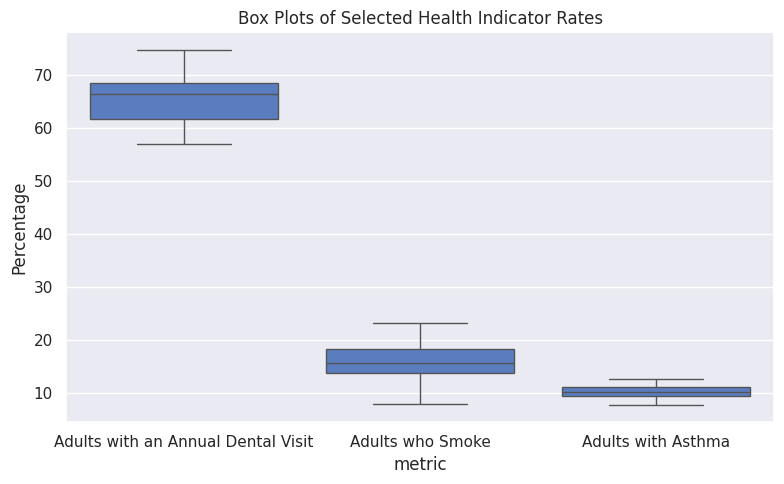 Box Plots of Selected Health Indicator Rates
Percentage
70
60
50
40
30
20
10
Adults with an Annual Dental Visit
Adults who Smoke
Adults with Asthma
metric